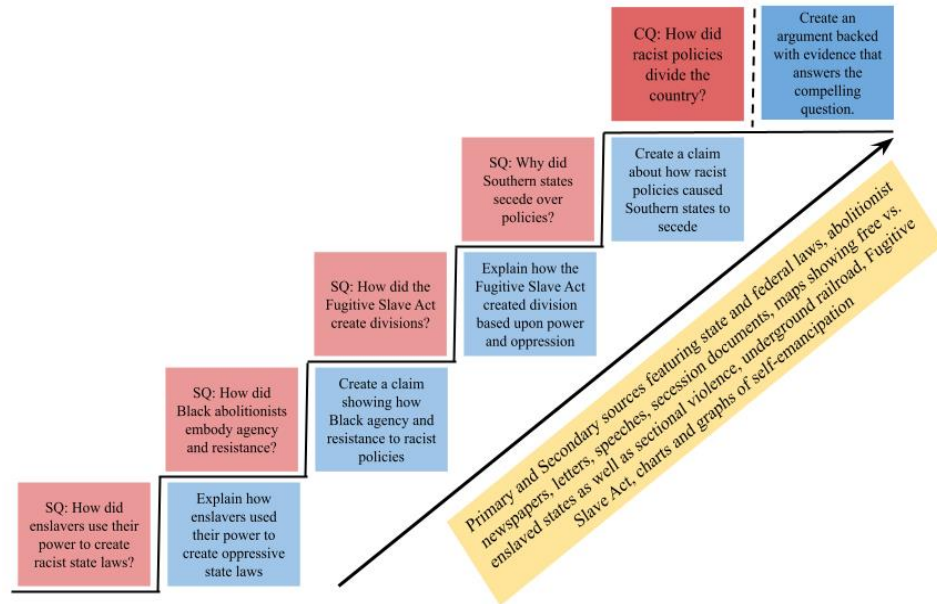 CQ: How did
racist policies
divide the
country?
Create an
argument backed
with evidence that
answers the
compelling
question.
SQ: Why did
Southern states
secede over
policies?
Create a claim
about how racist
policies caused
Southern states to
secede
SQ: How did the
Fugitive Slave Act
create divisions?
Explain how the
Fugitive Slave Act
created division
based upon power
and oppression
SQ: How did
Black abolitionists
embody agency
and resistance?
Create a claim
showing how
Black agency and
resistance to racist
policies
SQ: How did
enslavers use their
power to create
racist state laws?
Explain how
enslavers used
their power to
create oppressive
state laws
Primary and Secondary sources featuring state and federal laws, abolitionist
newspapers, letters, speeches, secession documents, maps showing free vs.
enslaved states as well as sectional violence, underground railroad, Fugitive
Slave Act, charts and graphs of self-emancipation